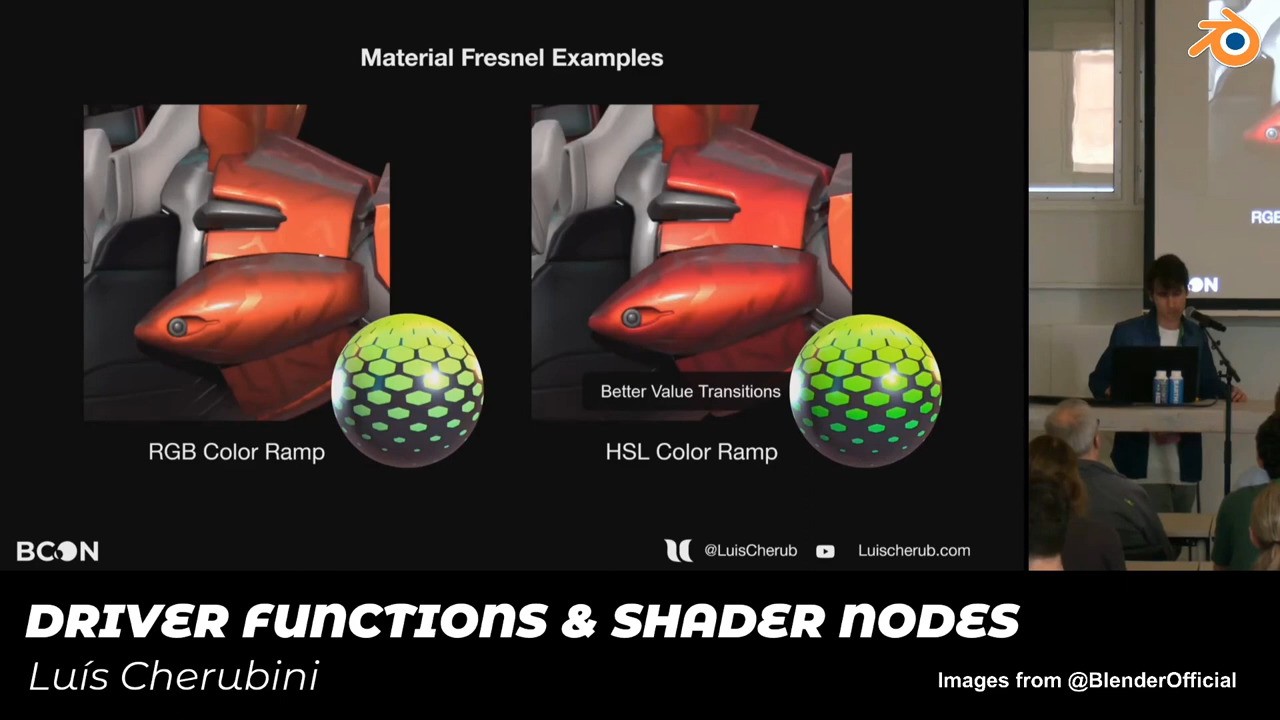 Material Fresnel Examples
Better Value Transitions
RGB Color Ramp
HSL Color Ramp
BCON
@LuisCherub
Luischerub.com
RGB
ON
DRIVER FUNCTIONS & SHADER NODES
Luís Cherubini
Images from @BlenderOfficial